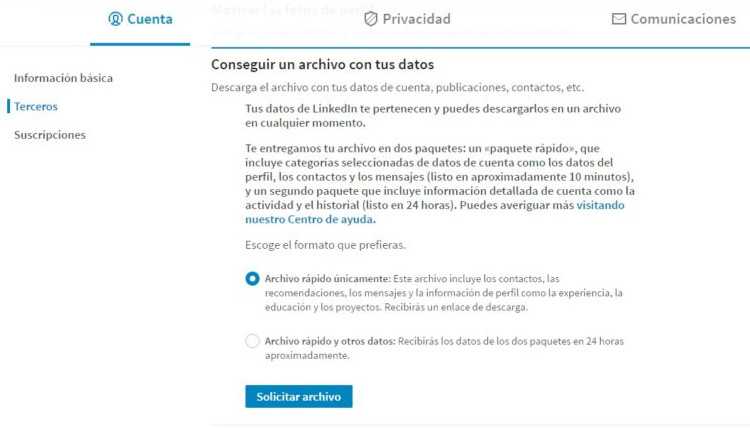 Cuenta
Privacidad
Comunicaciones
Información básica
Terceros
Suscripciones
Conseguir un archivo con tus datos
Descarga el archivo con tus datos de cuenta, publicaciones, contactos, etc.
Tus datos de LinkedIn te pertenecen y puedes descargarlos en un archivo
en cualquier momento.
Te entregamos tu archivo en dos paquetes: un «paquete rápido», que
incluye categorías seleccionadas de datos de cuenta como los datos del
perfil, los contactos y los mensajes (listo en aproximadamente 10 minutos),
y un segundo paquete que incluye información detallada de cuenta como la
actividad y el historial (listo en 24 horas). Puedes averiguar más visitando
nuestro Centro de ayuda.
Escoge el formato que prefieras.
Archivo rápido únicamente: Este archivo incluye los contactos, las
recomendaciones, los mensajes y la información de perfil como la experiencia, la
educación y los proyectos. Recibirás un enlace de descarga.
Archivo rápido y otros datos: Recibirás los datos de los dos paquetes en 24 horas
aproximadamente.
Solicitar archivo